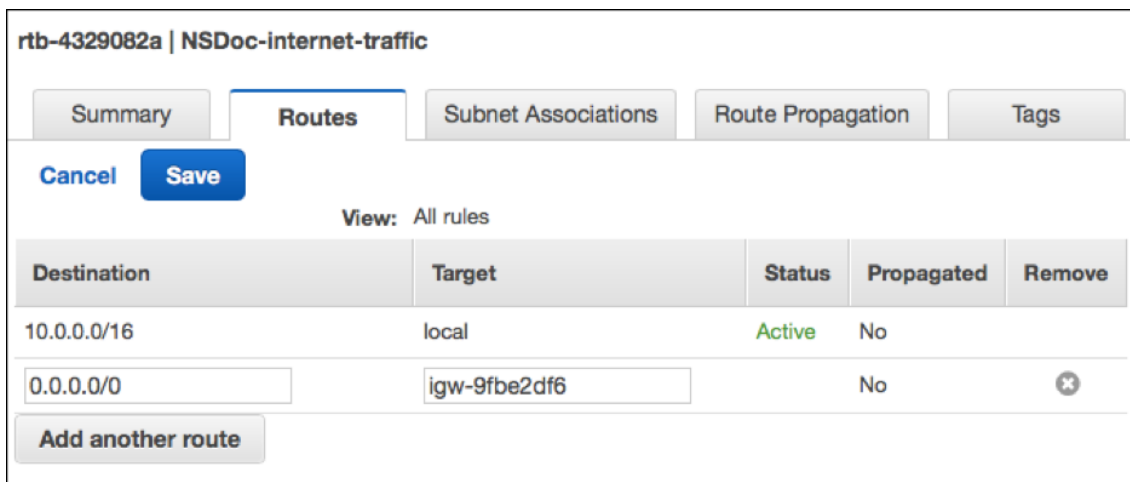 rtb-4329082a | NSDoc-internet-traffic
Summary Routes Subnet Associations Route Propagation Tags
Cancel Save
View: All rules
Destination Target Status Propagated Remove
10.0.0.0/16 local Active No
0.0.0.0/0 igw-9fbe2df6 No
Add another route